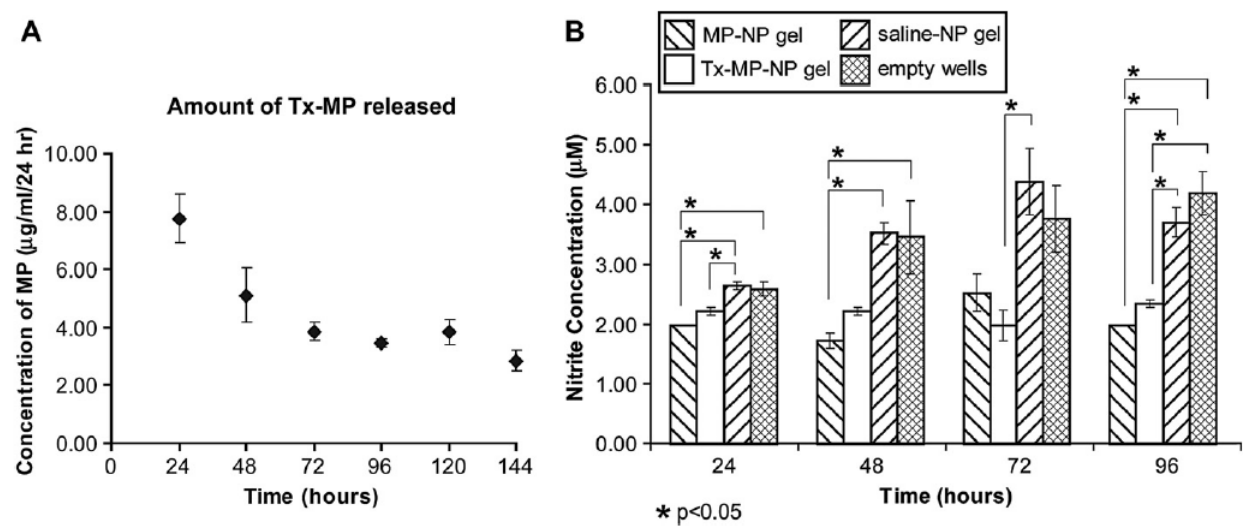 A
Amount of Tx-MP released
Concentration of MP (µg/ml/24 hr)
10.00
8.00
6.00
4.00
2.00
0.00
0 24 48 72 96 120 144
Time (hours)
B
MP-NP gel saline-NP gel
Tx-MP-NP gel empty wells
Nitrite Concentration (µM)
6.00
5.00
4.00
3.00
2.00
1.00
0.00
* * * * * * * * * *
24 48 72 96
Time (hours)
* p<0.05